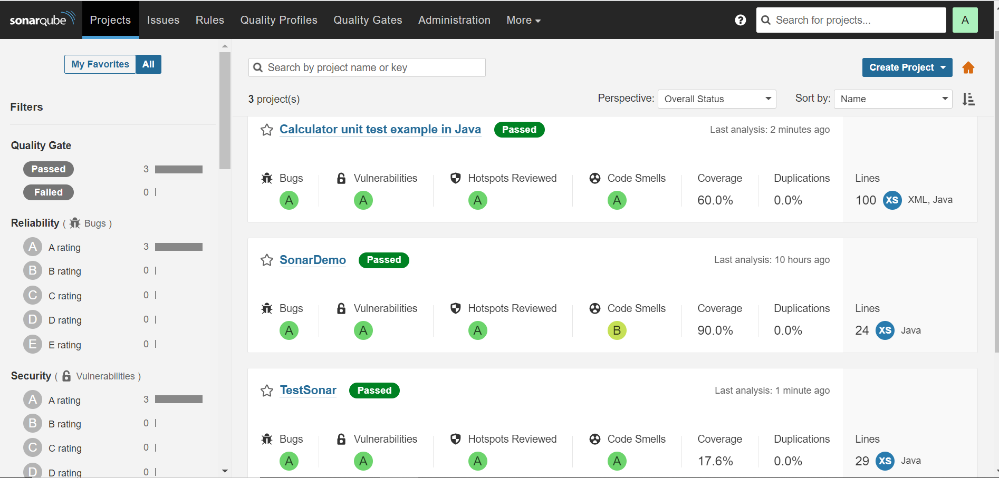 sonarqube Projects Issues Rules Quality Profiles Quality Gates Administration More ? Search for projects... A
My Favorites All
Filters
Quality Gate
Passed 3
Failed 0
Reliability ( Bugs )
A A rating 3
B B rating 0
C C rating 0
D D rating 0
E E rating 0
Security ( Vulnerabilities )
A A rating 3
B B rating 0
C C rating 0
D D rating 0
Search by project name or key Create Project
3 project(s) Perspective: Overall Status Sort by: Name
Calculator unit test example in Java Passed Last analysis: 2 minutes ago
Bugs Vulnerabilities Hotspots Reviewed Code Smells Coverage Duplications Lines
A A A A 60.0% 0.0% 100 XS XML, Java
SonarDemo Passed Last analysis: 10 hours ago
Bugs Vulnerabilities Hotspots Reviewed Code Smells Coverage Duplications Lines
A A A B 90.0% 0.0% 24 XS Java
TestSonar Passed Last analysis: 1 minute ago
Bugs Vulnerabilities Hotspots Reviewed Code Smells Coverage Duplications Lines
A A A A 17.6% 0.0% 29 XS Java